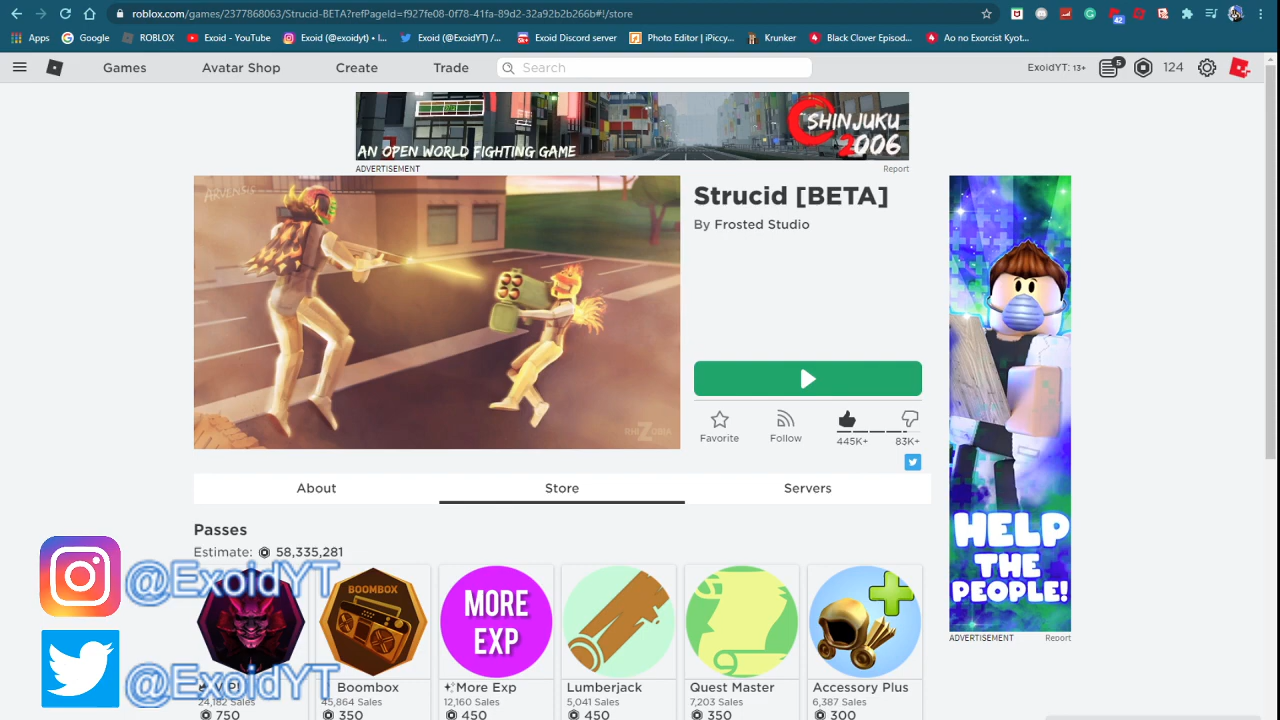 roblox.com/games/2377868063/Strucid-BETA?refPageId=f927fe08-0f78-41fa-89d2-32a92b2b266b#!/store
42
Apps Google ROBLOX Exoid - YouTube Exoid (@exoidyt) • I... Exoid (@ExoidYT) /... Exoid Discord server Photo Editor | iPiccy... Krunker Black Clover Episod... Ao no Exorcist Kyot...
Games Avatar Shop Create Trade Search ExoidYT: 13+ 5 124
AN OPEN WORLD FIGHTING GAME
SHINJUKU
2006
ADVERTISEMENT Report
ARVENSIS
Strucid [BETA]
By Frosted Studio
Favorite Follow 445K+ 83K+
About Store Servers
Passes
Estimate: 58,335,281
@ExoidYT
@ExoidYT
BOOMBOX
MORE
EXP
Boombox More Exp Lumberjack Quest Master Accessory Plus
24,182 Sales 45,864 Sales 12,160 Sales 5,041 Sales 7,203 Sales 6,387 Sales
750 350 450 450 350 300
HELP
THE
PEOPLE!
ADVERTISEMENT Report